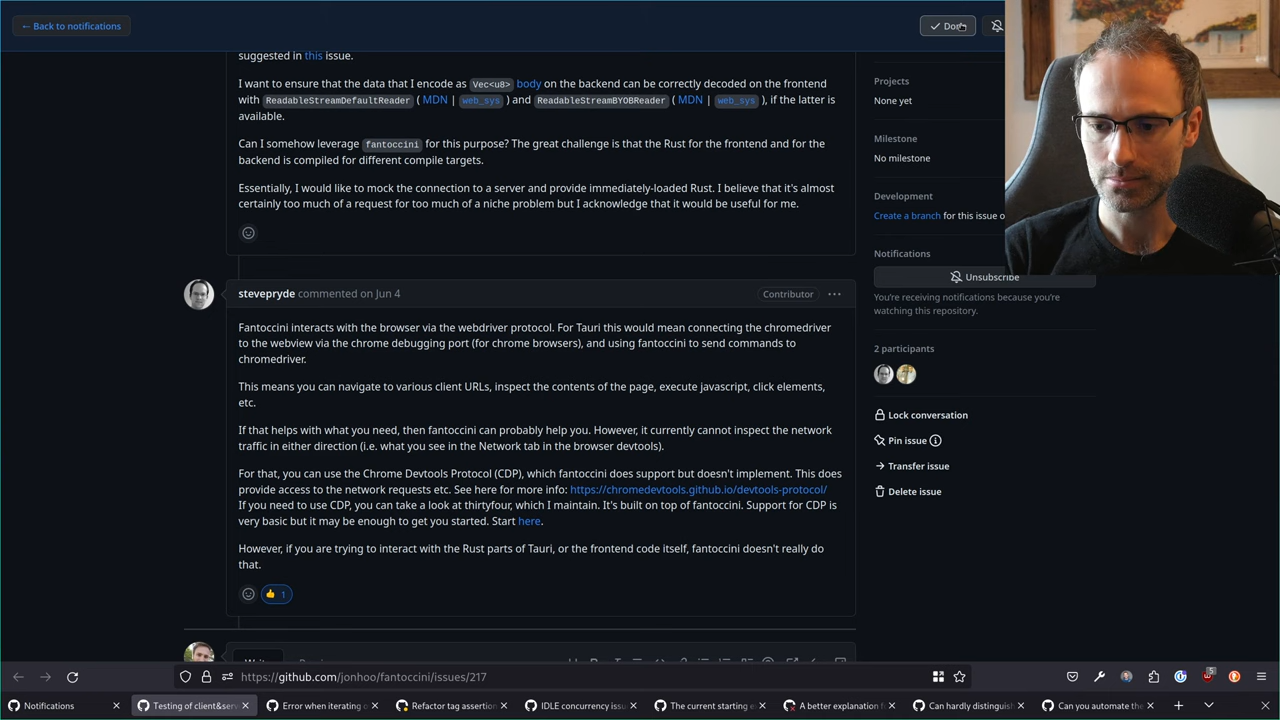 ← Back to notifications
Done
suggested in this issue.
I want to ensure that the data that I encode as Vec<u8> body on the backend can be correctly decoded on the frontend
with ReadableStreamDefaultReader ( MDN | web_sys ) and ReadableStreamBYOBReader ( MDN | web_sys ), if the latter is
available.
Can I somehow leverage fantoccini for this purpose? The great challenge is that the Rust for the frontend and for the
backend is compiled for different compile targets.
Essentially, I would like to mock the connection to a server and provide immediately-loaded Rust. I believe that it's almost
certainly too much of a request for too much of a niche problem but I acknowledge that it would be useful for me.
stevepryde commented on Jun 4
Contributor
Fantoccini interacts with the browser via the webdriver protocol. For Tauri this would mean connecting the chromedriver
to the webview via the chrome debugging port (for chrome browsers), and using fantoccini to send commands to
chromedriver.
This means you can navigate to various client URLs, inspect the contents of the page, execute javascript, click elements,
etc.
If that helps with what you need, then fantoccini can probably help you. However, it currently cannot inspect the network
traffic in either direction (i.e. what you see in the Network tab in the browser devtools).
For that, you can use the Chrome Devtools Protocol (CDP), which fantoccini does support but doesn't implement. This does
provide access to the network requests etc. See here for more info: https://chromedevtools.github.io/devtools-protocol/
If you need to use CDP, you can take a look at thirtyfour, which I maintain. It's built on top of fantoccini. Support for CDP is
very basic but it may be enough to get you started. Start here.
However, if you are trying to interact with the Rust parts of Tauri, or the frontend code itself, fantoccini doesn't really do
that.
1
Projects
None yet
Milestone
No milestone
Development
Create a branch for this issue o
Notifications
Unsubscribe
You're receiving notifications because you're
watching this repository.
2 participants
Lock conversation
Pin issue
Transfer issue
Delete issue
https://github.com/jonhoo/fantoccini/issues/217
5
Notifications
Testing of client&ser
Error when iterating o
Refactor tag assertion
IDLE concurrency issu
The current starting e
A better explanation f
Can hardly distinguis
Can you automate the